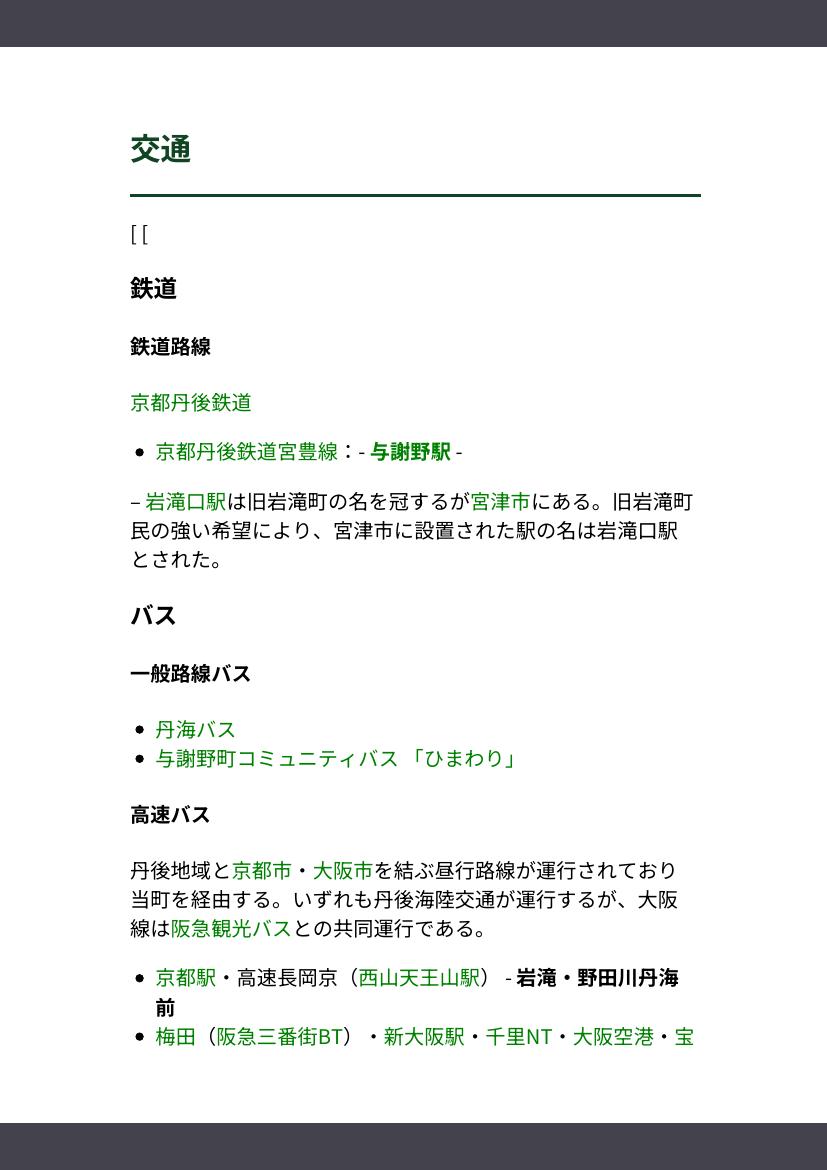 交通
[ [
鉄道
鉄道路線
京都丹後鉄道
• 京都丹後鉄道宮豊線：- 与謝野駅 -
– 岩滝口駅は旧岩滝町の名を冠するが宮津市にある。旧岩滝町
民の強い希望により、宮津市に設置された駅の名は岩滝口駅
とされた。
バス
一般路線バス
• 丹海バス
• 与謝野町コミュニティバス 「ひまわり」
高速バス
丹後地域と京都市・大阪市を結ぶ昼行路線が運行されており
当町を経由する。いずれも丹後海陸交通が運行するが、大阪
線は阪急観光バスとの共同運行である。
• 京都駅・高速長岡京（西山天王山駅） - 岩滝・野田川丹海
前
• 梅田（阪急三番街BT）・新大阪駅・千里NT・大阪空港・宝